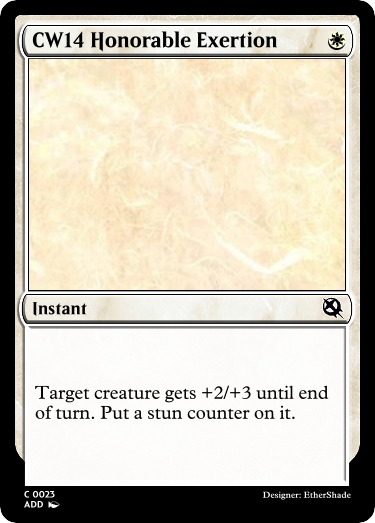 CW14 Honorable Exertion
Instant
Target creature gets +2/+3 until end
of turn. Put a stun counter on it.
C 0023
ADD
Designer: EtherShade